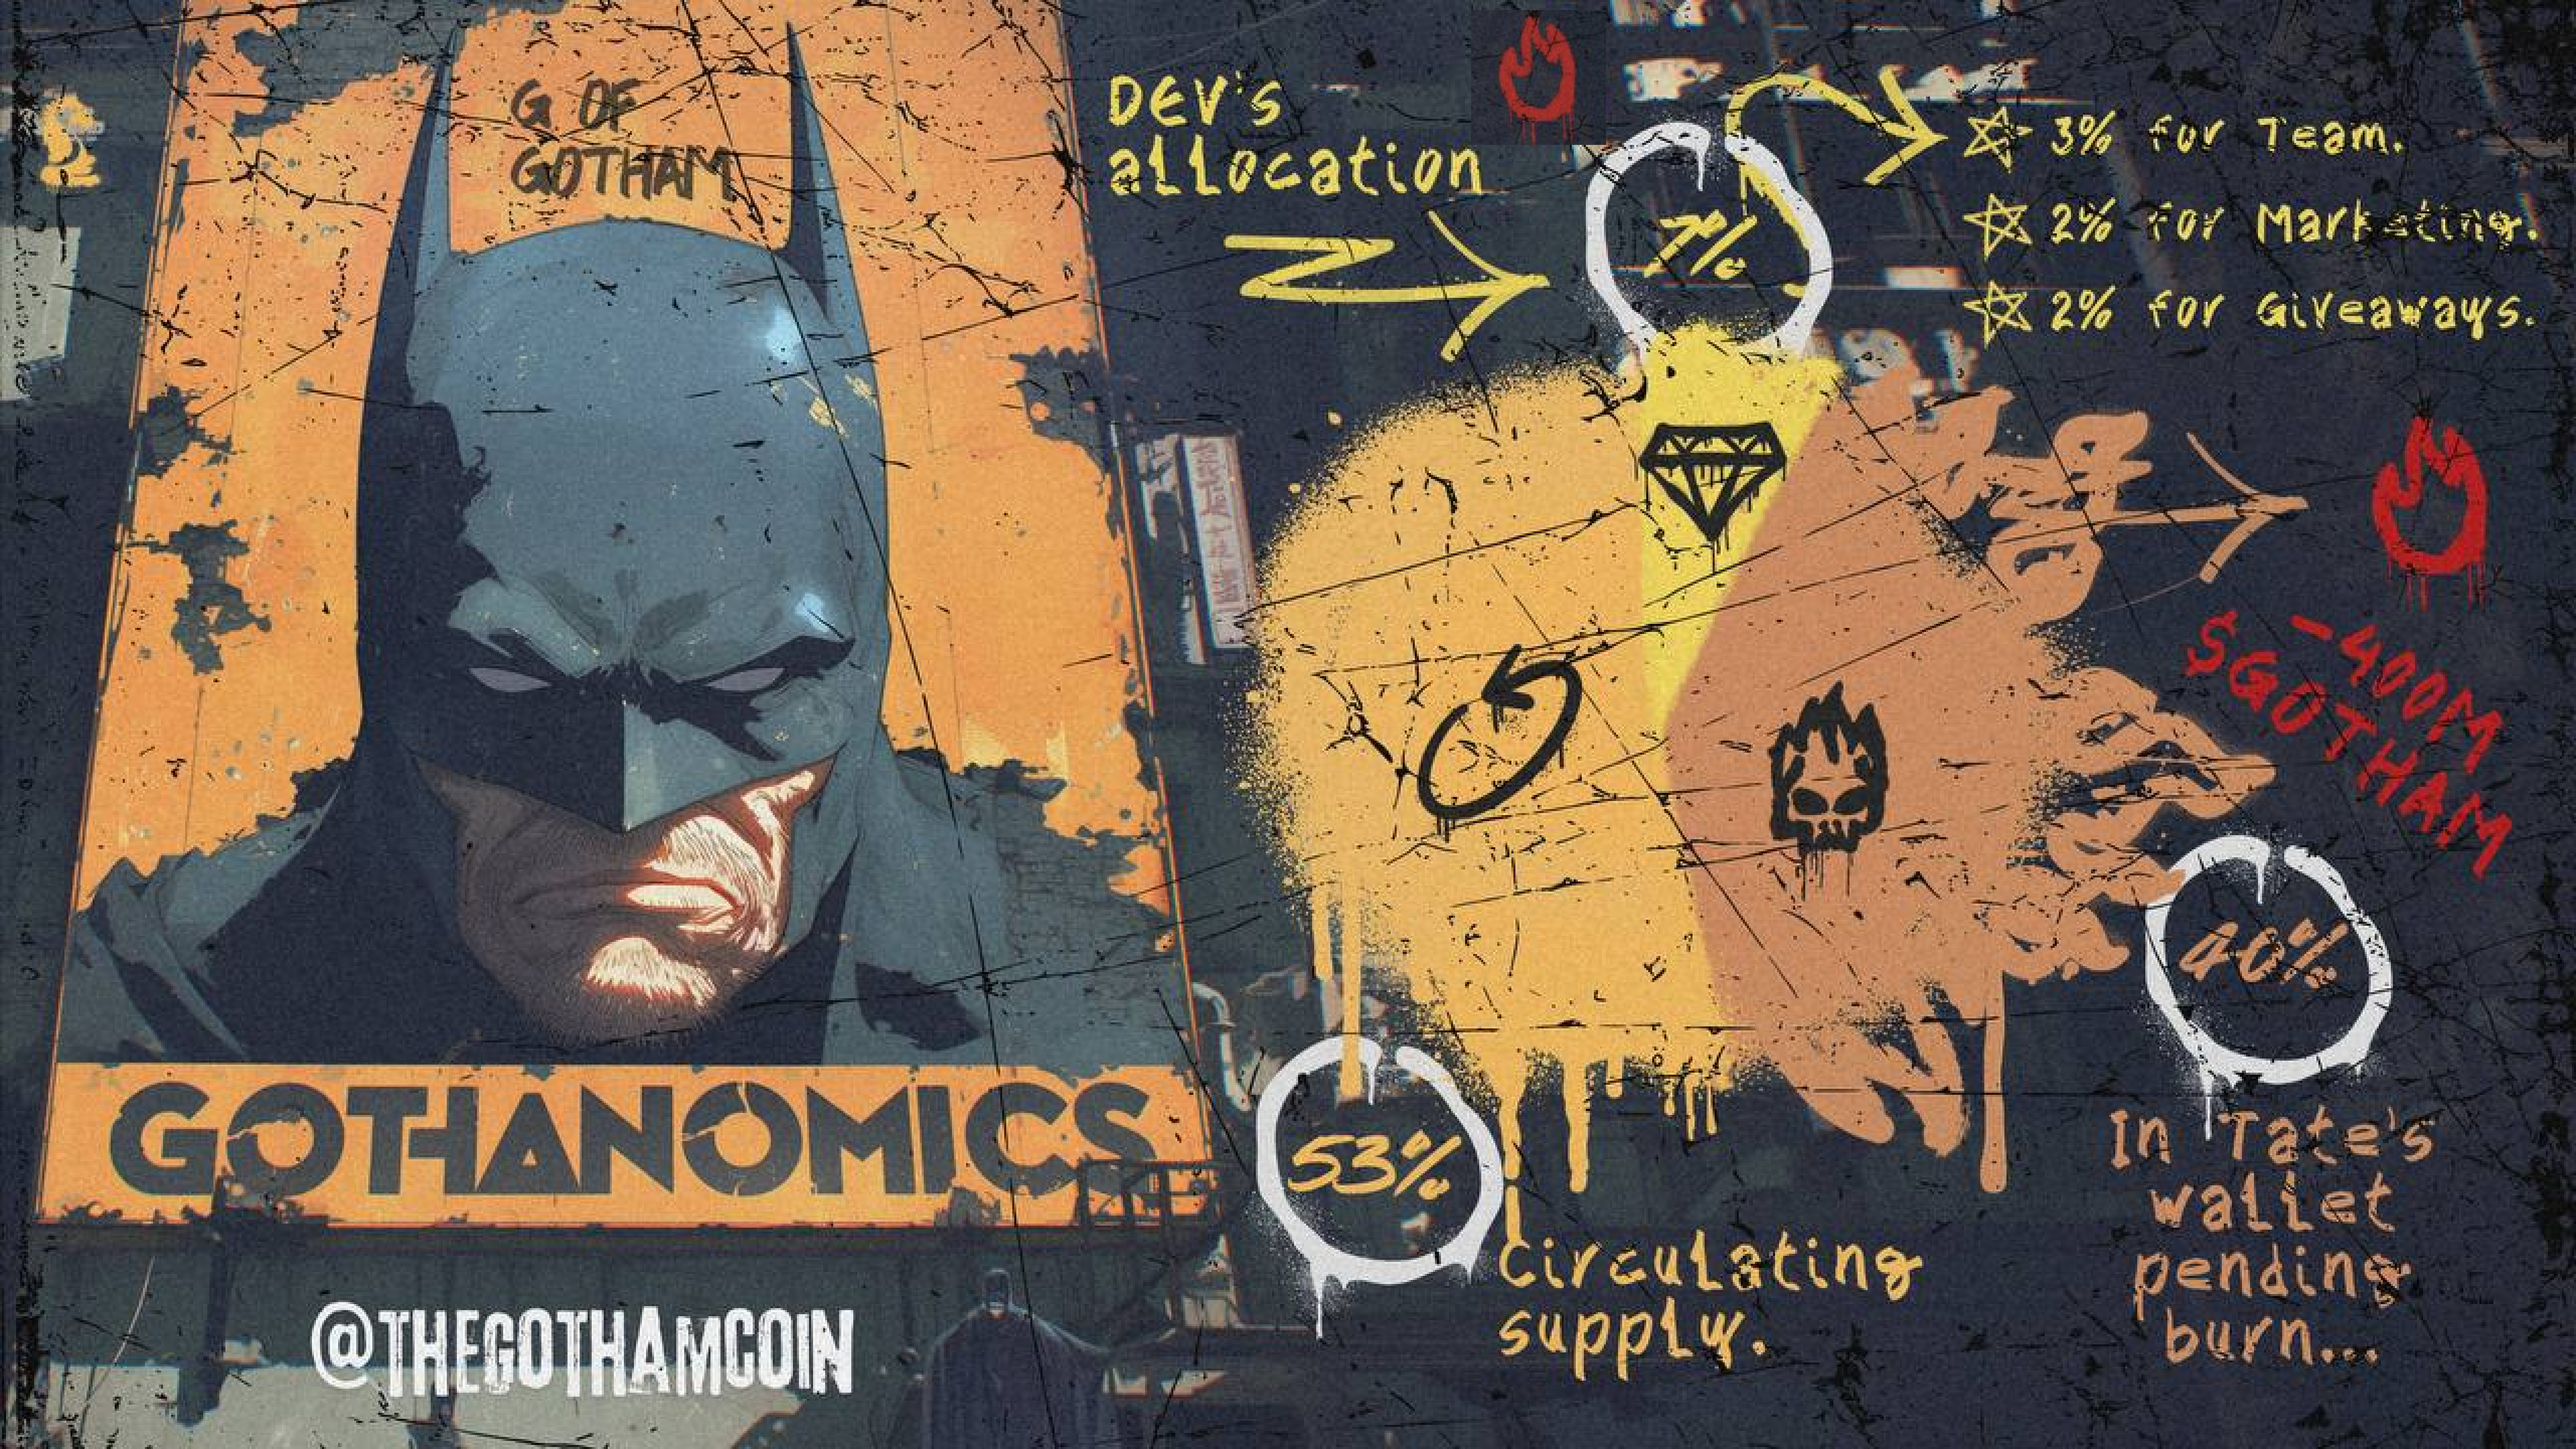 G OF
GOTHAM
GOTHANOMICS
@THEGOTHAMCOIN
DEV's
allocation
7%
3% for Team.
2% for Marketing.
2% for Giveaways.
-400M
$GOTHAM
40%
In Tate's
wallet
pending
burn...
53%
Circulating
supply.